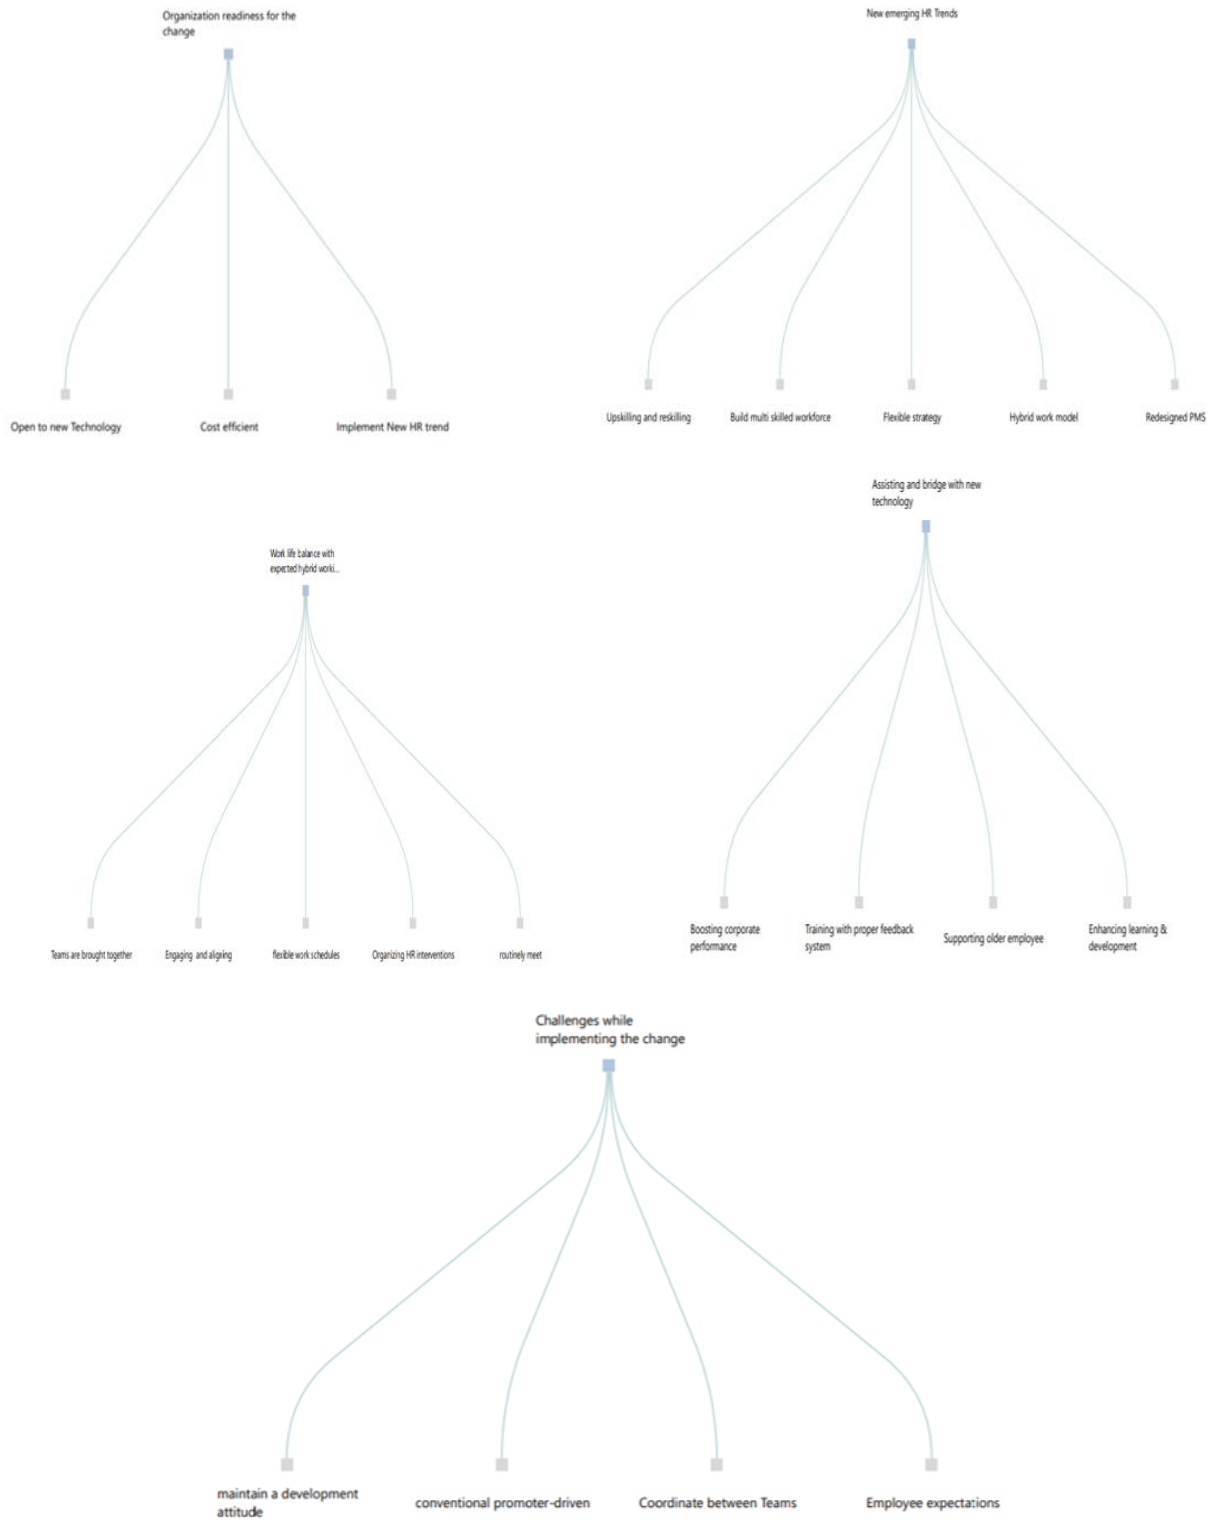 Organization readiness for the
change
Open to new Technology
Cost efficient
Implement New HR trend
New emerging HR Trends
Upskilling and reskilling
Build multi skilled workforce
Flexible strategy
Hybrid work model
Redesigned PMS
Work life balance with
expected hybrid worki...
Teams are brought together
Engaging and aligning
flexible work schedules
Organizing HR interventions
routinely meet
Assisting and bridge with new
technology
Boosting corporate
performance
Training with proper feedback
system
Supporting older employee
Enhancing learning &
development
Challenges while
implementing the change
maintain a development
attitude
conventional promoter-driven
Coordinate between Teams
Employee expectations